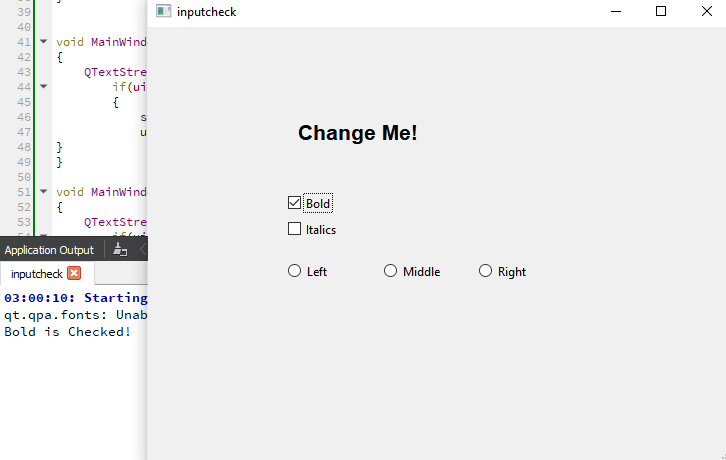 38
39
40
41 void MainWind
42 {
43 QTextStre
44 if(ui
45 {
46 s
47 u
48 }
49 }
50
51 void MainWind
52 {
53 QTextStre
Application Output
inputcheck
03:00:10: Starting
qt.qpa.fonts: Unab
Bold is Checked!
inputcheck
Change Me!
Bold
Italics
Left Middle Right